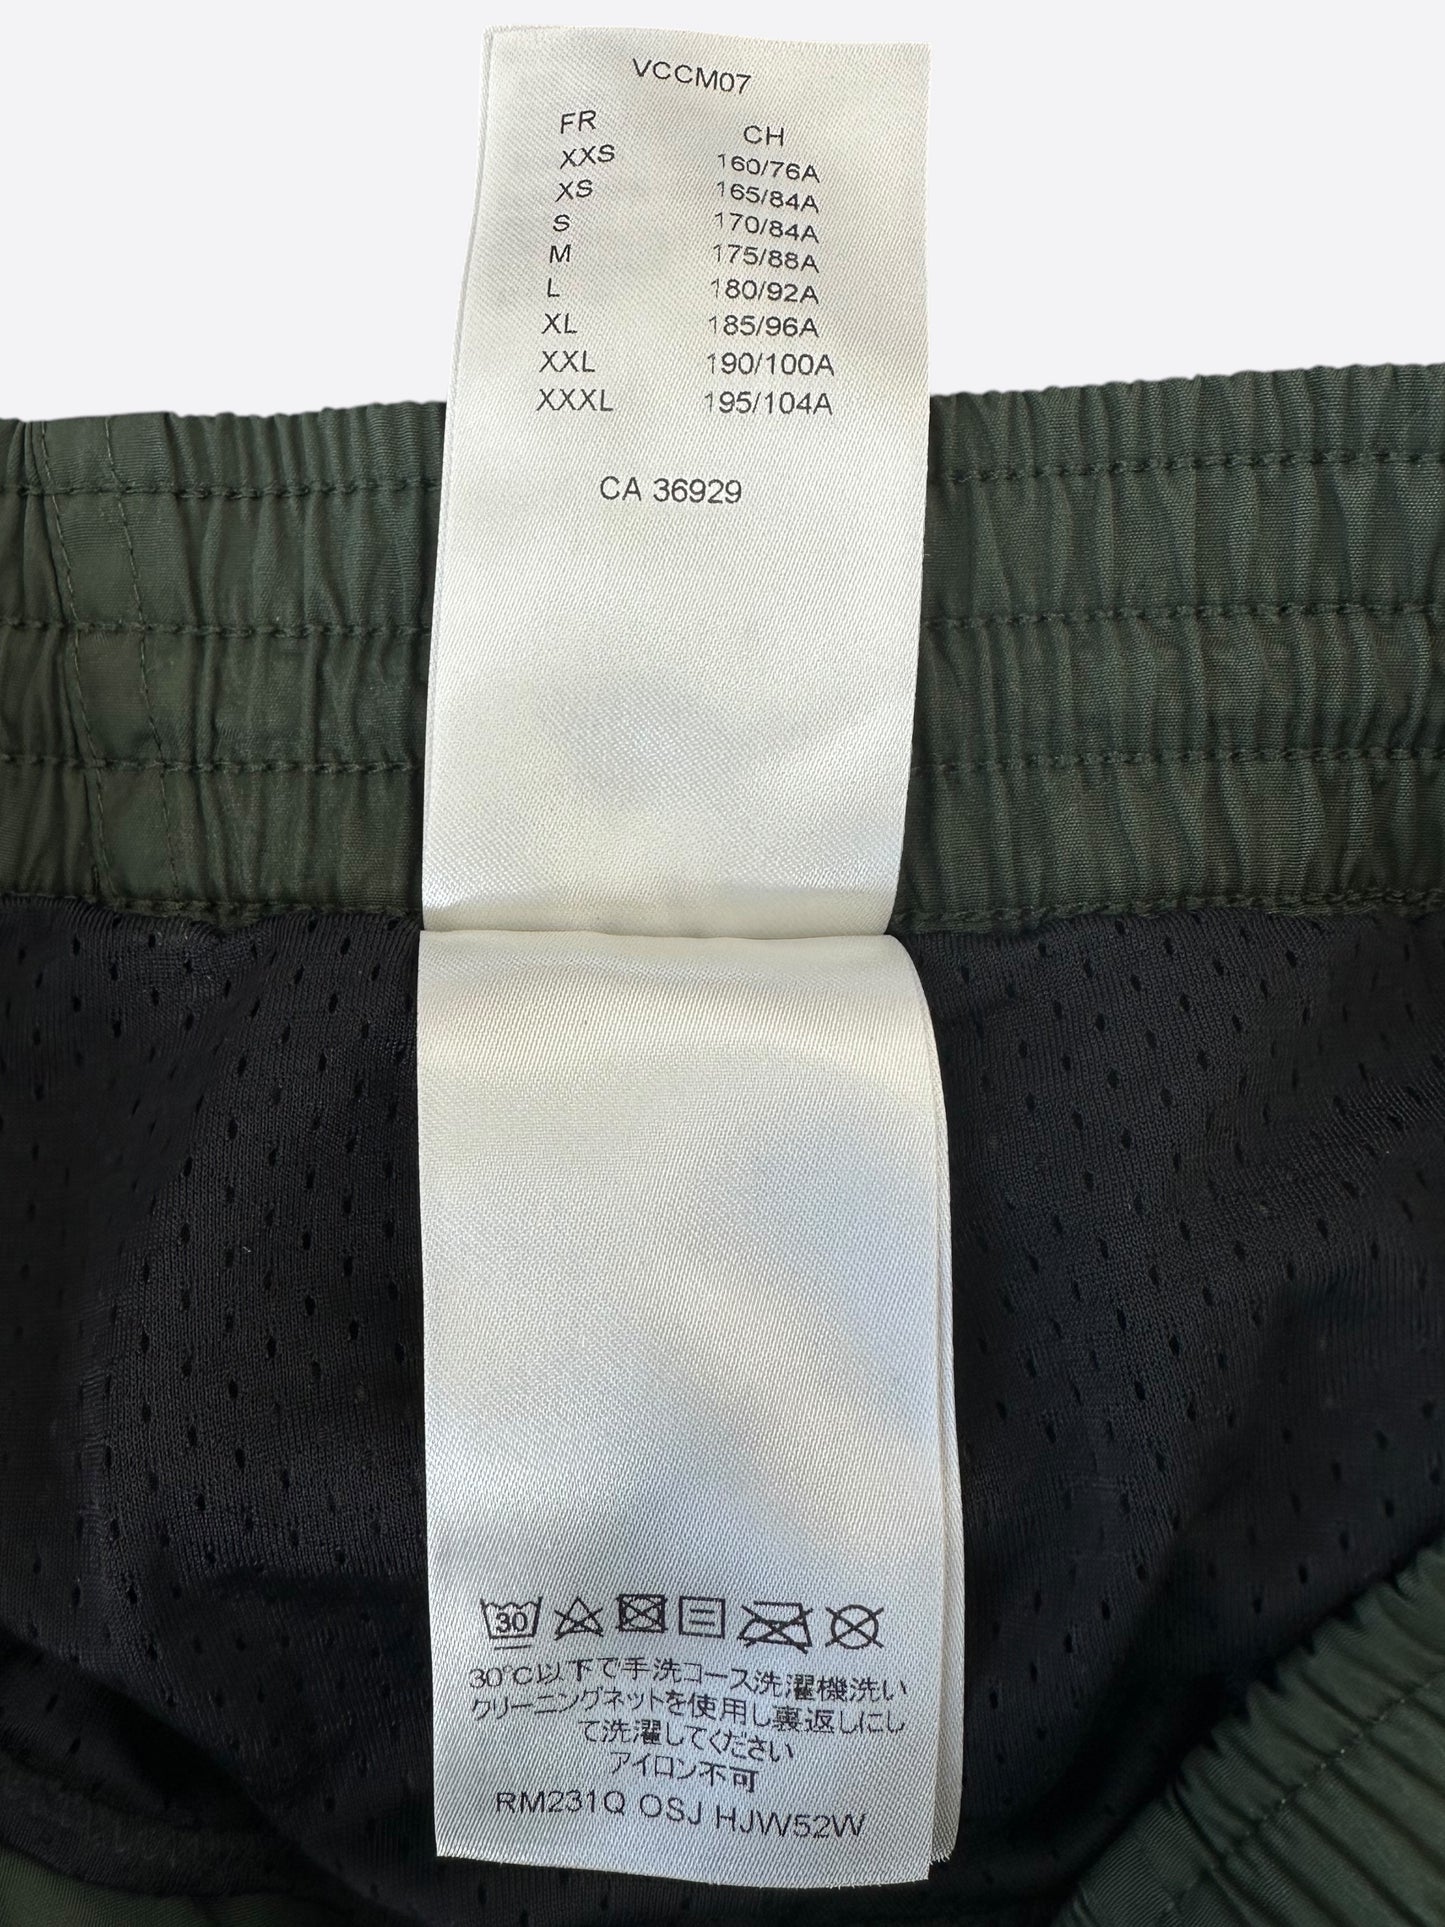 VCCM07
FR CH
XXS 160/76A
XS 165/84A
S 170/84A
M 175/88A
L 180/92A
XL 185/96A
XXL 190/100A
XXXL 195/104A
CA 36929
30
30℃以下で手洗コース洗濯機洗い
クリーニングネットを使用し裏返しにし
て洗濯してください
アイロン不可
RM231Q OSJ HJW52W